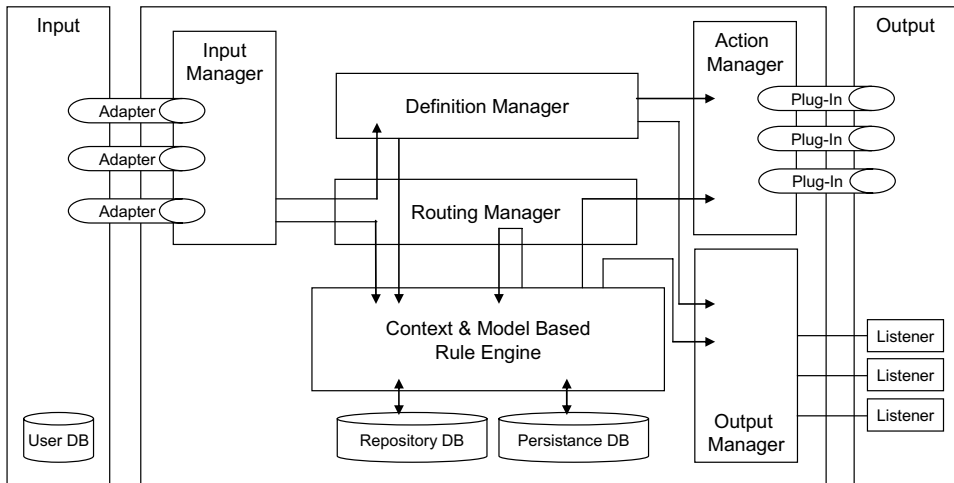 Input
Input
Manager
Action
Manager
Output
Adapter
Adapter
Adapter
Definition Manager
Plug-In
Plug-In
Plug-In
Routing Manager
Context & Model Based
Rule Engine
Listener
Listener
Listener
User DB
Repository DB
Persistance DB
Output
Manager